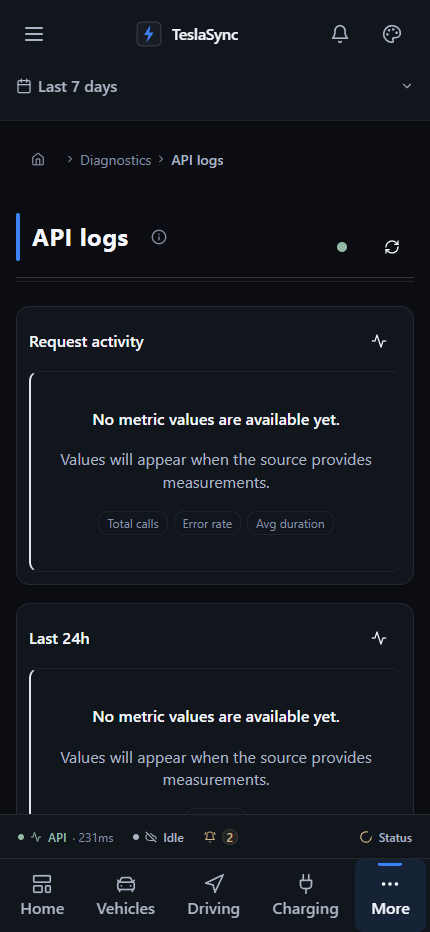 TeslaSync
Last 7 days
Diagnostics API logs
API logs
Request activity
No metric values are available yet.
Values will appear when the source provides
measurements.
Total calls Error rate Avg duration
Last 24h
No metric values are available yet.
Values will appear when the source provides
measurements.
API · 231ms Idle 2 Status
Home Vehicles Driving Charging More